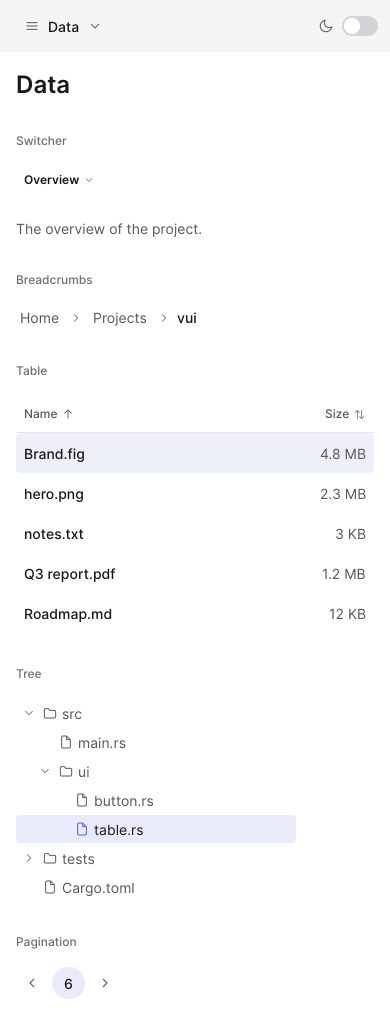 Data
Data
Switcher
Overview
The overview of the project.
Breadcrumbs
Home Projects vui
Table
Name Size
Brand.fig 4.8 MB
hero.png 2.3 MB
notes.txt 3 KB
Q3 report.pdf 1.2 MB
Roadmap.md 12 KB
Tree
src
main.rs
ui
button.rs
table.rs
tests
Cargo.toml
Pagination
6